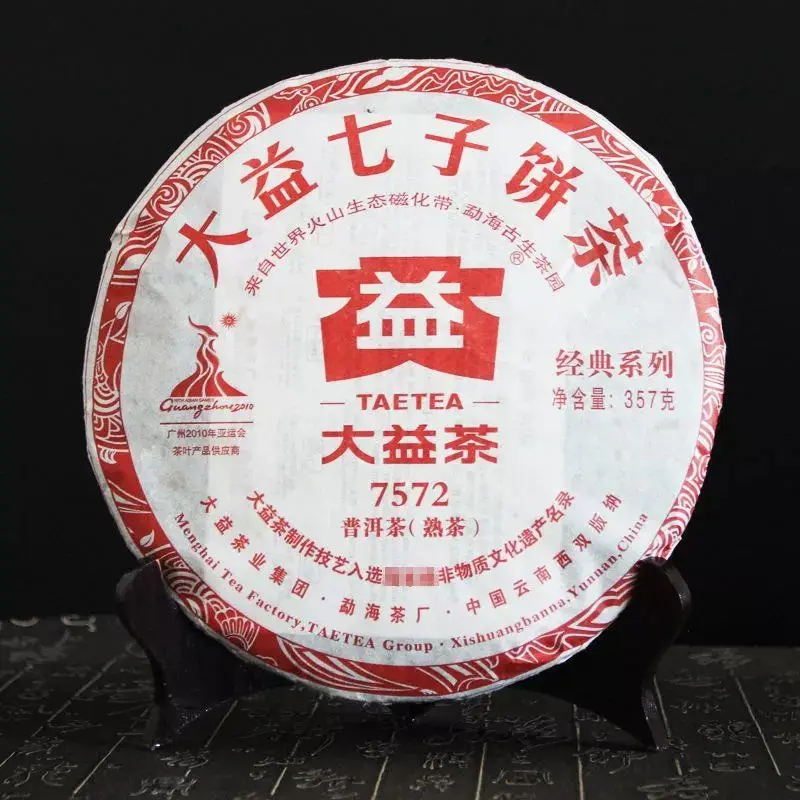 大益七子饼茶
来自世界火山生态磁化带·勐海古生茶园
益
®
— TAETEA —
大益茶
7572
普洱茶(熟茶)
经典系列
净含量: 357克
16TH ASIAN GAMES
Guangzhou2010
广州2010年亚运会
茶叶产品供应商
大益茶制作技艺入选非物质文化遗产名录
大益茶业集团·勐海茶厂·中国云南西双版纳
Menghai Tea Factory,TAETEA Group · Xishuangbanna,Yunnan,China